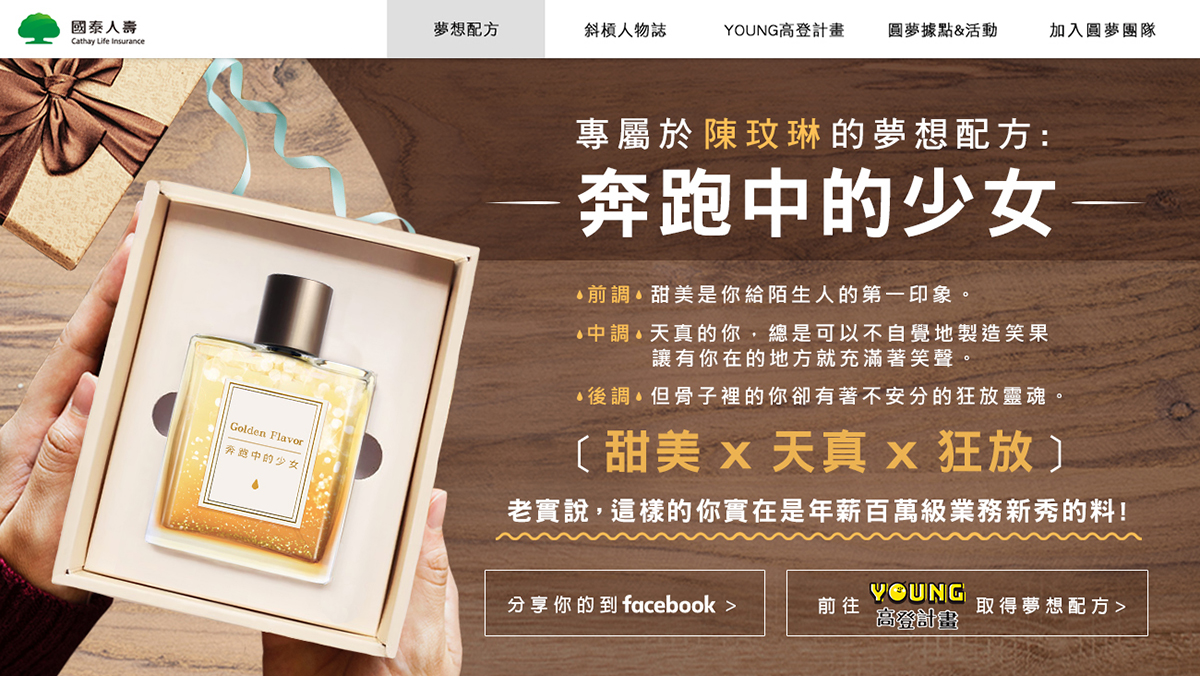 國泰人壽
Cathay Life Insurance
夢想配方
斜槓人物誌
YOUNG高登計畫
圓夢據點&活動
加入圓夢團隊
專屬於陳玟琳的夢想配方:
奔跑中的少女
前調 甜美是你給陌生人的第一印象。
中調 天真的你，總是可以不自覺地製造笑果
讓有你在的地方就充滿著笑聲。
後調 但骨子裡的你卻有著不安分的狂放靈魂。
〔甜美 x 天真 x 狂放〕
老實說，這樣的你實在是年薪百萬級業務新秀的料!
Golden Flavor
奔跑中的少女
分享你的到facebook >
前往 YOUNG高登計畫 取得夢想配方>